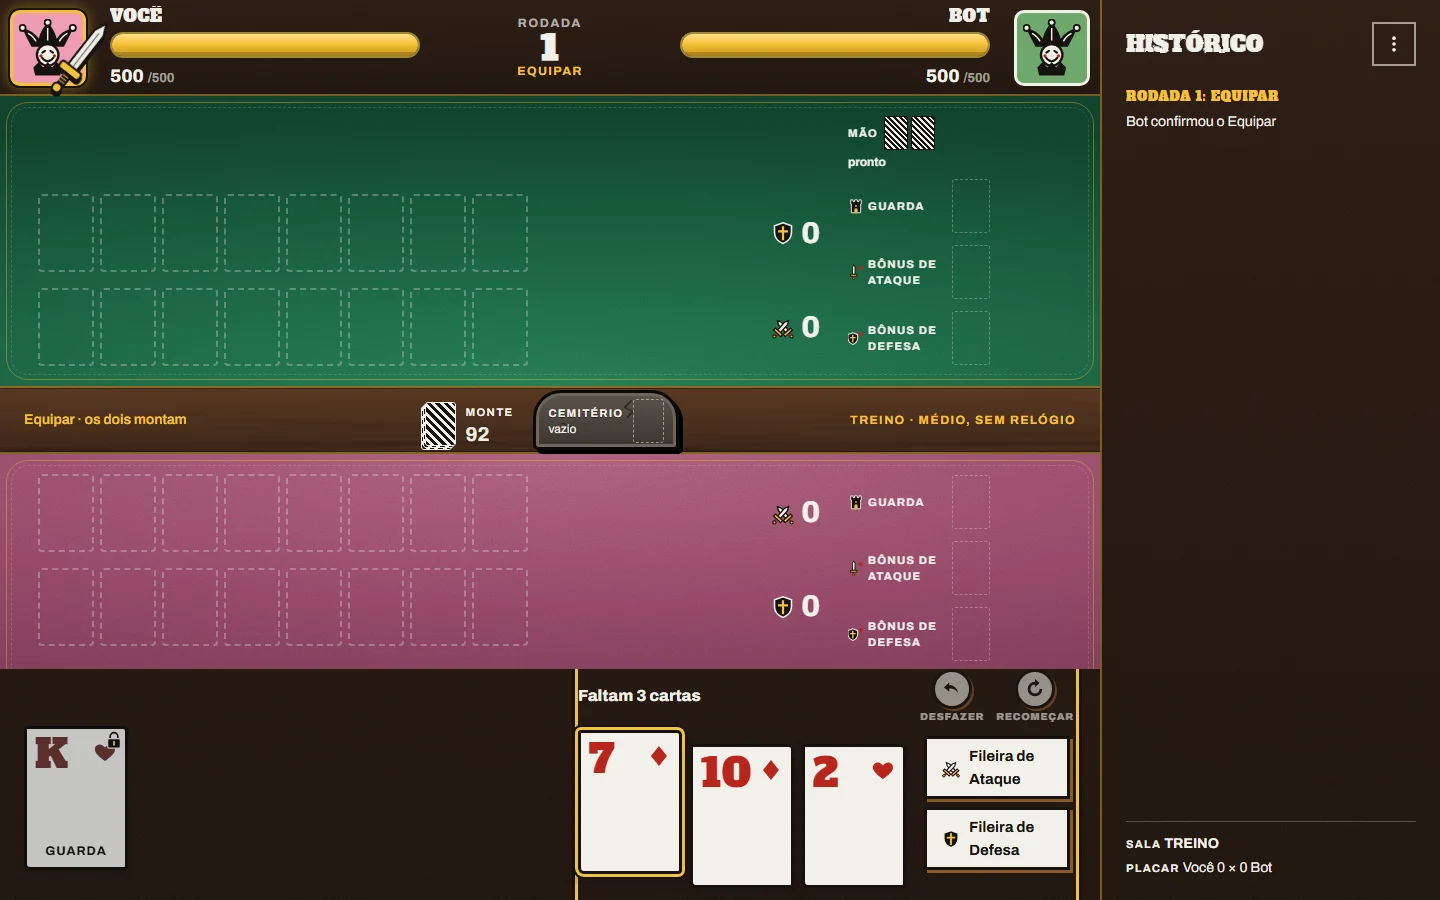 VOCÊ
500 /500
RODADA
1
EQUIPAR
BOT
500 /500
HISTÓRICO
RODADA 1: EQUIPAR
Bot confirmou o Equipar
MÃO
pronto
0
GUARDA
BÔNUS DE
ATAQUE
0
BÔNUS DE
DEFESA
Equipar · os dois montam
MONTE
92
CEMITÉRIO
vazio
TREINO · MÉDIO, SEM RELÓGIO
0
GUARDA
BÔNUS DE
ATAQUE
0
BÔNUS DE
DEFESA
K
GUARDA
Faltam 3 cartas
DESFAZER
RECOMEÇAR
7
10
2
Fileira de
Ataque
Fileira de
Defesa
SALA TREINO
PLACAR Você 0 × 0 Bot